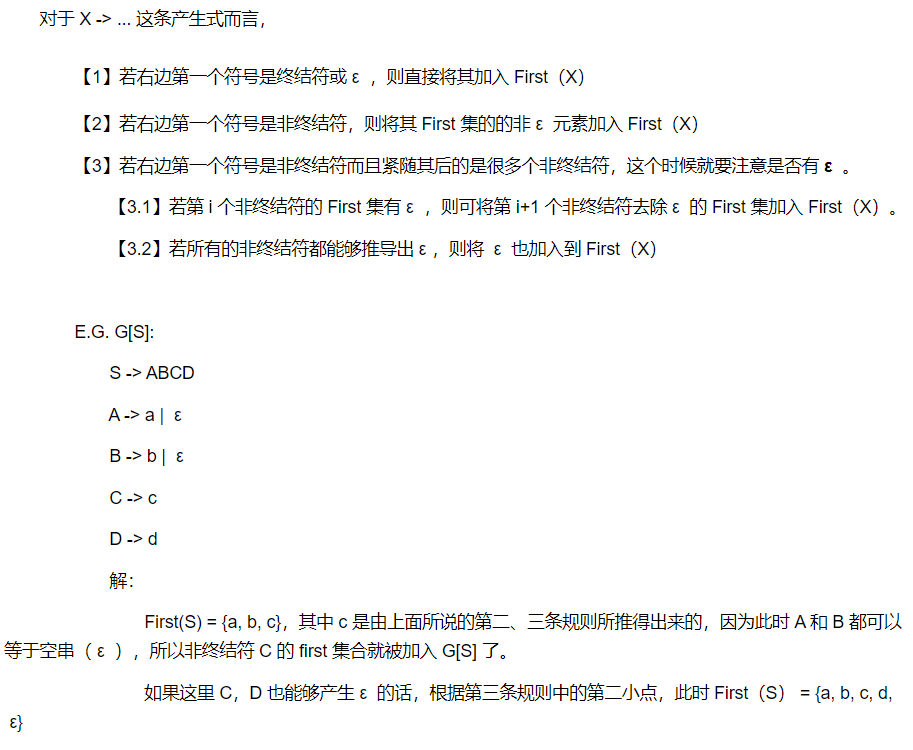 对于 X -> ... 这条产生式而言，
【1】若右边第一个符号是终结符或 ε ，则直接将其加入 First（X）
【2】若右边第一个符号是非终结符，则将其 First 集的的非 ε 元素加入 First（X）
【3】若右边第一个符号是非终结符而且紧随其后的是很多个非终结符，这个时候就要注意是否有 ε 。
【3.1】若第 i 个非终结符的 First 集有 ε ，则可将第 i+1 个非终结符去除 ε 的 First 集加入 First（X）。
【3.2】若所有的非终结符都能够推导出 ε ，则将 ε 也加入到 First（X）
E.G. G[S]:
S -> ABCD
A -> a | ε
B -> b | ε
C -> c
D -> d
解：
First(S) = {a, b, c}，其中 c 是由上面所说的第二、三条规则所推得出来的，因为此时 A 和 B 都可以
等于空串（ ε ），所以非终结符 C 的 first 集合就被加入 G[S] 了。
如果这里 C，D 也能够产生 ε 的话，根据第三条规则中的第二小点，此时 First（S） = {a, b, c, d,
ε}